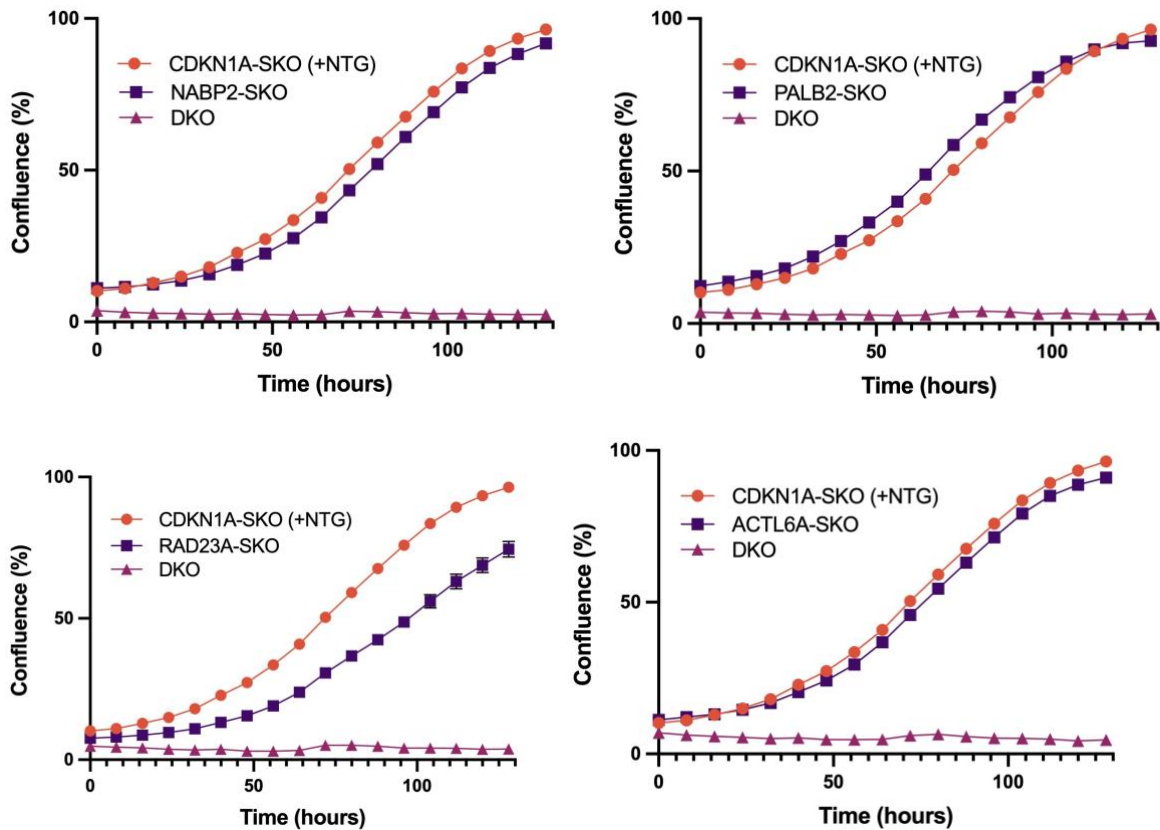 100
CDKN1A-SKO (+NTG)
NABP2-SKO
DKO
Confluence (%)
50
0
0
50
100
Time (hours)
100
CDKN1A-SKO (+NTG)
PALB2-SKO
DKO
Confluence (%)
50
0
0
50
100
Time (hours)
100
CDKN1A-SKO (+NTG)
RAD23A-SKO
DKO
Confluence (%)
50
0
0
50
100
Time (hours)
100
CDKN1A-SKO (+NTG)
ACTL6A-SKO
DKO
Confluence (%)
50
0
0
50
100
Time (hours)